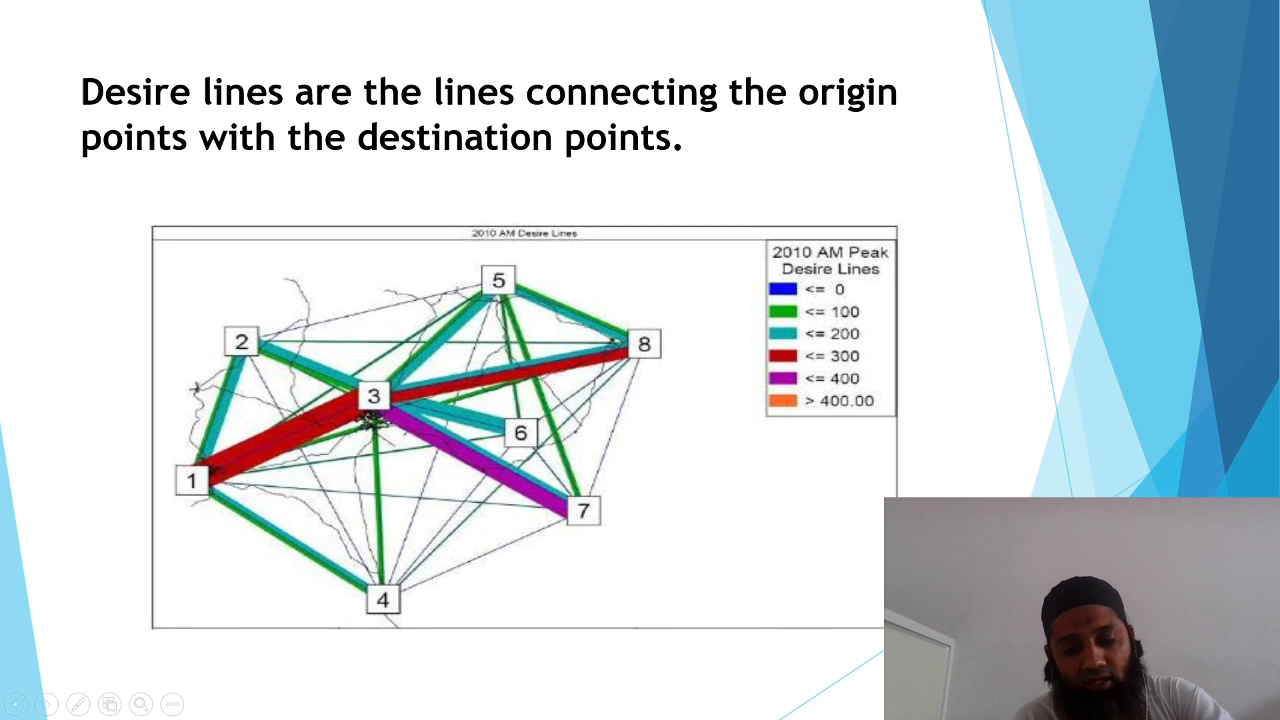 Desire lines are the lines connecting the origin
points with the destination points.
2010 AM Desire Lines
2010 AM Peak
Desire Lines
<= 0
<= 100
<= 200
<= 300
<= 400
> 400.00
5
2
8
3
6
1
7
4